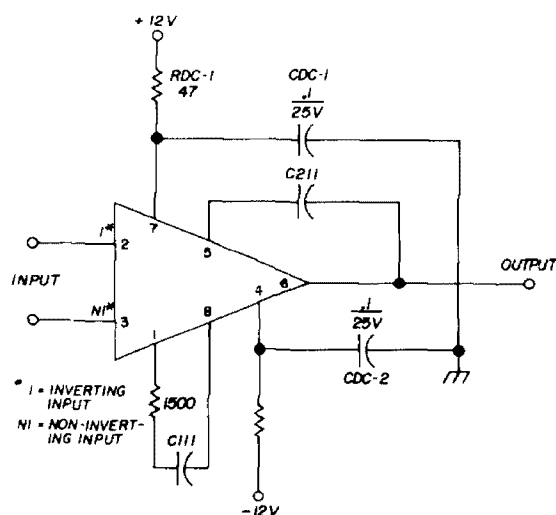 +12V
RDC-1
47
CDC-1
.1
25V
C211
I*
2
7
5
6
INPUT
OUTPUT
NI*
3
1
8
4
.1
25V
CDC-2
1500
C111
* I = INVERTING
INPUT
NI = NON-INVERT-
ING INPUT
-12V